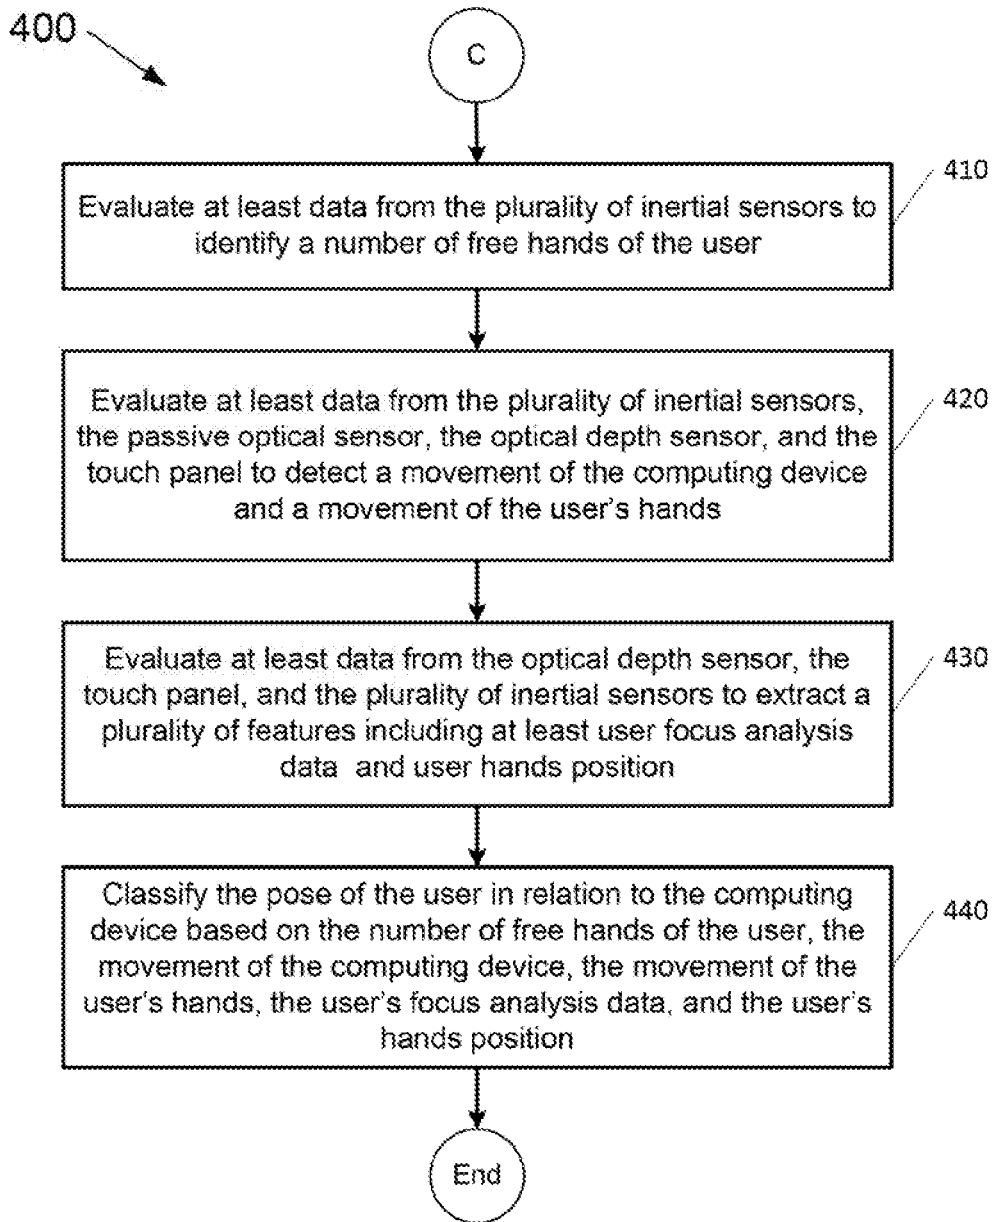 400
C
410
Evaluate at least data from the plurality of inertial sensors to
identify a number of free hands of the user
420
Evaluate at least data from the plurality of inertial sensors,
the passive optical sensor, the optical depth sensor, and the
touch panel to detect a movement of the computing device
and a movement of the user's hands
430
Evaluate at least data from the optical depth sensor, the
touch panel, and the plurality of inertial sensors to extract a
plurality of features including at least user focus analysis
data and user hands position
440
Classify the pose of the user in relation to the computing
device based on the number of free hands of the user, the
movement of the computing device, the movement of the
user's hands, the user's focus analysis data, and the user's
hands position
End